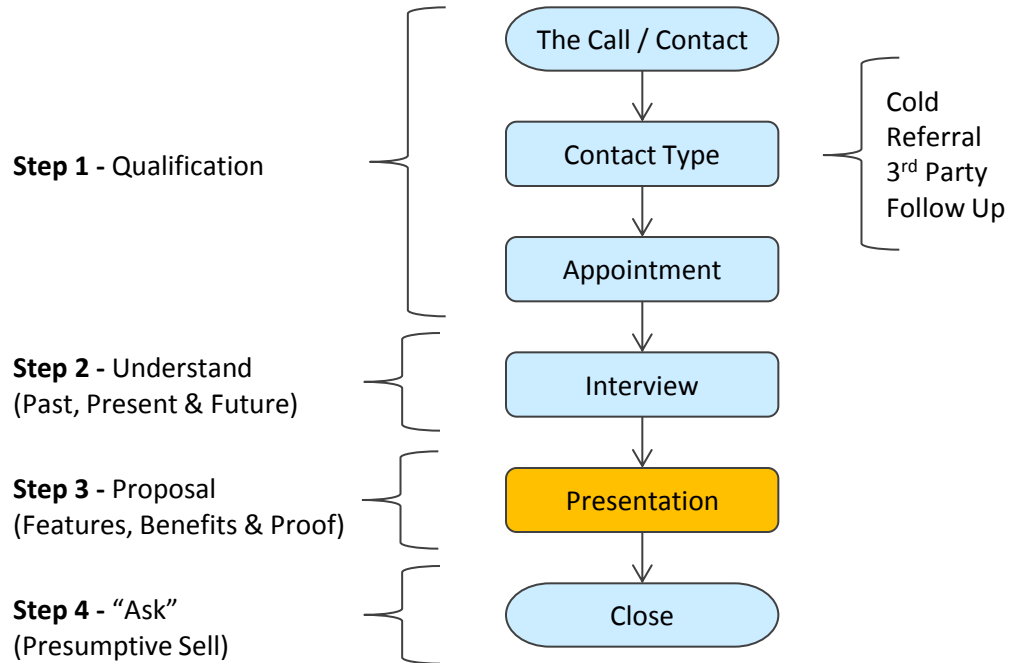 The Call / Contact
Cold
Referral
3rd Party
Follow Up
Step 1 - Qualification
Contact Type
Appointment
Step 2 - Understand
(Past, Present & Future)
Interview
Step 3 - Proposal
(Features, Benefits & Proof)
Presentation
Step 4 - “Ask”
(Presumptive Sell)
Close